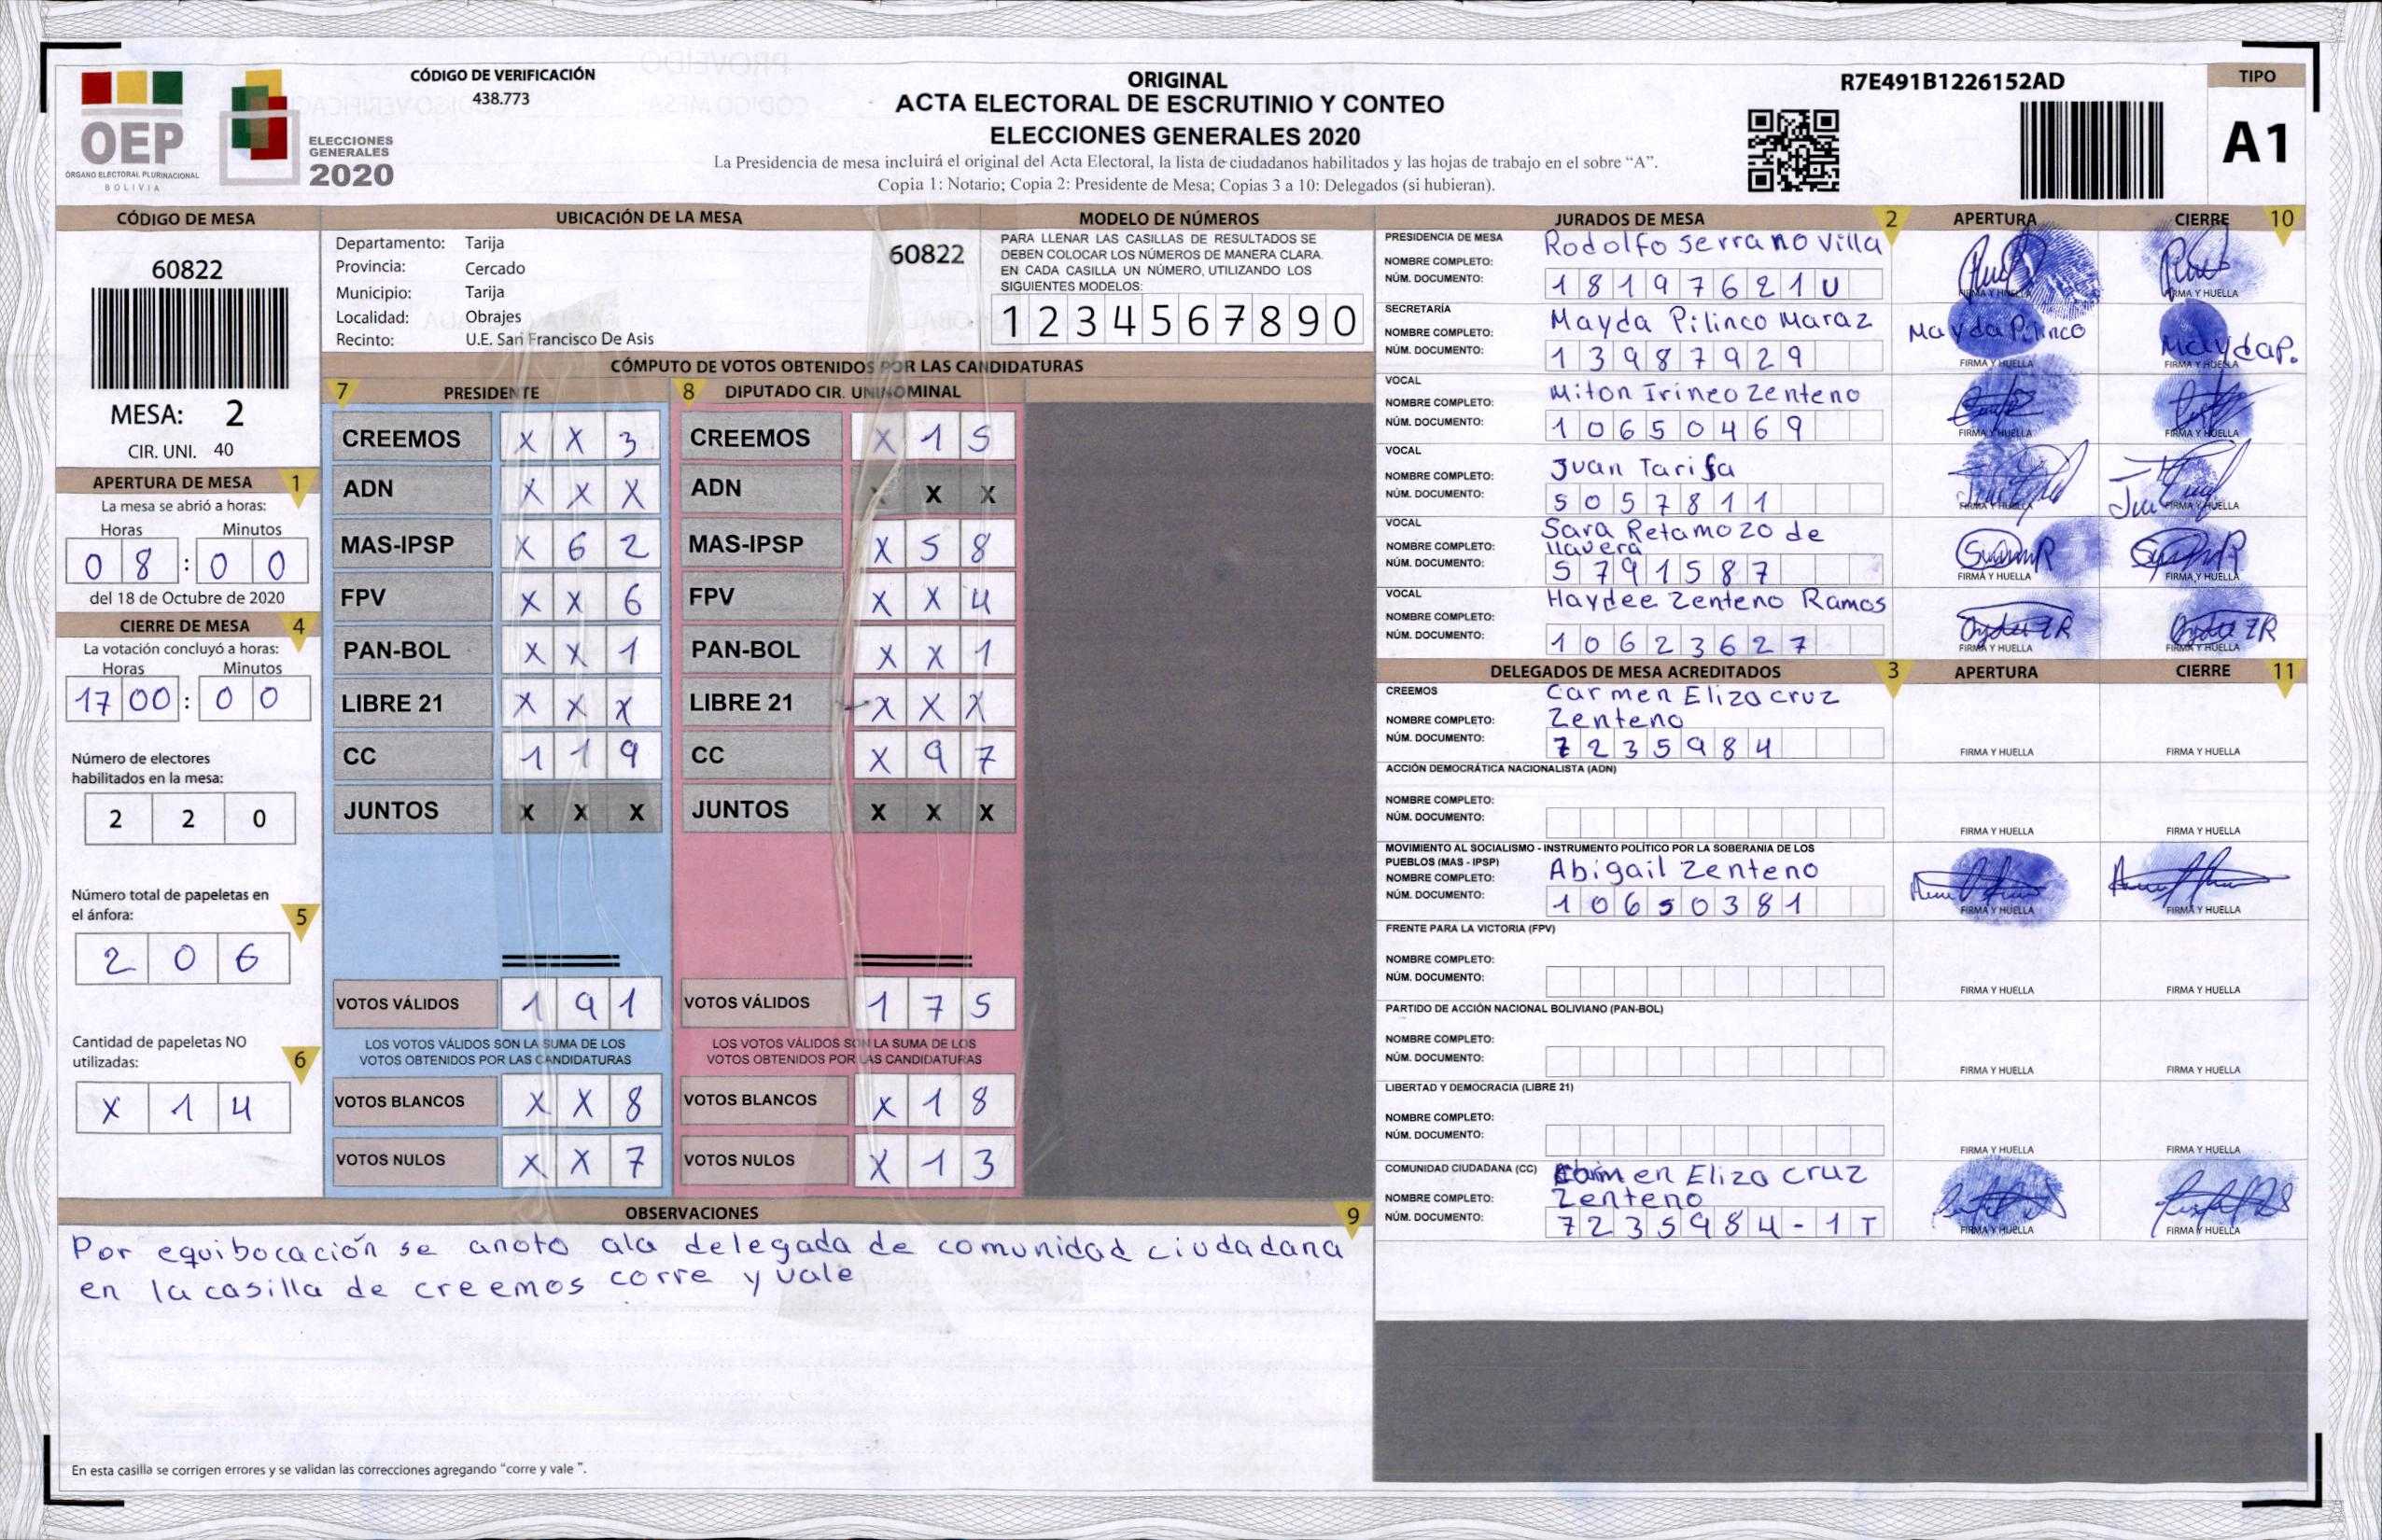 CÓDIGO DE VERIFICACIÓN
438.773
OEP
ÓRGANO ELECTORAL PLURINACIONAL
BOLIVIA
ELECCIONES
GENERALES
2020
ORIGINAL
ACTA ELECTORAL DE ESCRUTINIO Y CONTEO
ELECCIONES GENERALES 2020
La Presidencia de mesa incluirá el original del Acta Electoral, la lista de ciudadanos habilitados y las hojas de trabajo en el sobre “A”.
Copia 1: Notario; Copia 2: Presidente de Mesa; Copias 3 a 10: Delegados (si hubieran).
R7E491B1226152AD
TIPO
A1
CÓDIGO DE MESA
60822
MESA: 2
CIR. UNI. 40
APERTURA DE MESA 1
La mesa se abrió a horas:
Horas Minutos
0 8 : 0 0
del 18 de Octubre de 2020
CIERRE DE MESA 4
La votación concluyó a horas:
Horas Minutos
17 00 : 0 0
Número de electores
habilitados en la mesa:
2 2 0
Número total de papeletas en
el ánfora: 5
2 0 6
Cantidad de papeletas NO
utilizadas: 6
X 1 4
UBICACIÓN DE LA MESA
Departamento: Tarija
Provincia: Cercado
Municipio: Tarija
Localidad: Obrajes
Recinto: U.E. San Francisco De Asis
60822
MODELO DE NÚMEROS
PARA LLENAR LAS CASILLAS DE RESULTADOS SE
DEBEN COLOCAR LOS NÚMEROS DE MANERA CLARA.
EN CADA CASILLA UN NÚMERO, UTILIZANDO LOS
SIGUIENTES MODELOS:
1 2 3 4 5 6 7 8 9 0
CÓMPUTO DE VOTOS OBTENIDOS POR LAS CANDIDATURAS
7 PRESIDENTE
CREEMOS X X 3
ADN X X X
MAS-IPSP X 6 2
FPV X X 6
PAN-BOL X X 1
LIBRE 21 X X X
CC 1 1 9
JUNTOS X X X
VOTOS VÁLIDOS 1 9 1
LOS VOTOS VÁLIDOS SON LA SUMA DE LOS
VOTOS OBTENIDOS POR LAS CANDIDATURAS
VOTOS BLANCOS X X 8
VOTOS NULOS X X 7
8 DIPUTADO CIR. UNINOMINAL
CREEMOS X 1 5
ADN X X X
MAS-IPSP X 5 8
FPV X X 4
PAN-BOL X X 1
LIBRE 21 X X X
CC X 9 7
JUNTOS X X X
VOTOS VÁLIDOS 1 7 5
LOS VOTOS VÁLIDOS SON LA SUMA DE LOS
VOTOS OBTENIDOS POR LAS CANDIDATURAS
VOTOS BLANCOS X 1 8
VOTOS NULOS X 1 3
OBSERVACIONES 9
Por equibocación se anoto ala delegada de comunidad ciudadana
en la casilla de creemos corre y vale
En esta casilla se corrigen errores y se validan las correcciones agregando “corre y vale ”.
JURADOS DE MESA 2 APERTURA CIERRE 10
PRESIDENCIA DE MESA
NOMBRE COMPLETO: Rodolfo Serrano Villa
NÚM. DOCUMENTO: 1 8 1 9 7 6 2 1 U
FIRMA Y HUELLA FIRMA Y HUELLA
SECRETARÍA
NOMBRE COMPLETO: Mayda Pilinco Maraz
NÚM. DOCUMENTO: 1 3 9 8 7 9 2 9
Mayda Pilinco MaydaP.
FIRMA Y HUELLA FIRMA Y HUELLA
VOCAL
NOMBRE COMPLETO: Miton Irineo Zenteno
NÚM. DOCUMENTO: 1 0 6 5 0 4 6 9
FIRMA Y HUELLA FIRMA Y HUELLA
VOCAL
NOMBRE COMPLETO: Juan Tarifa
NÚM. DOCUMENTO: 5 0 5 7 8 1 1
FIRMA Y HUELLA FIRMA Y HUELLA
VOCAL
NOMBRE COMPLETO: Sara Retamozo de
llavera
NÚM. DOCUMENTO: 5 7 9 1 5 8 7
FIRMA Y HUELLA FIRMA Y HUELLA
VOCAL
NOMBRE COMPLETO: Haydee Zenteno Ramos
NÚM. DOCUMENTO: 1 0 6 2 3 6 2 7
FIRMA Y HUELLA FIRMA Y HUELLA
DELEGADOS DE MESA ACREDITADOS 3 APERTURA CIERRE 11
CREEMOS
NOMBRE COMPLETO: Carmen Eliza cruz
Zenteno
NÚM. DOCUMENTO: 7 2 3 5 9 8 4
FIRMA Y HUELLA FIRMA Y HUELLA
ACCIÓN DEMOCRÁTICA NACIONALISTA (ADN)
NOMBRE COMPLETO:
NÚM. DOCUMENTO:
FIRMA Y HUELLA FIRMA Y HUELLA
MOVIMIENTO AL SOCIALISMO - INSTRUMENTO POLÍTICO POR LA SOBERANIA DE LOS
PUEBLOS (MAS - IPSP)
NOMBRE COMPLETO: Abigail Zenteno
NÚM. DOCUMENTO: 1 0 6 5 0 3 8 1
FIRMA Y HUELLA FIRMA Y HUELLA
FRENTE PARA LA VICTORIA (FPV)
NOMBRE COMPLETO:
NÚM. DOCUMENTO:
FIRMA Y HUELLA FIRMA Y HUELLA
PARTIDO DE ACCIÓN NACIONAL BOLIVIANO (PAN-BOL)
NOMBRE COMPLETO:
NÚM. DOCUMENTO:
FIRMA Y HUELLA FIRMA Y HUELLA
LIBERTAD Y DEMOCRACIA (LIBRE 21)
NOMBRE COMPLETO:
NÚM. DOCUMENTO:
FIRMA Y HUELLA FIRMA Y HUELLA
COMUNIDAD CIUDADANA (CC)
NOMBRE COMPLETO: Carmen Eliza cruz
Zenteno
NÚM. DOCUMENTO: 7 2 3 5 9 8 4 - 1 T
FIRMA Y HUELLA FIRMA Y HUELLA